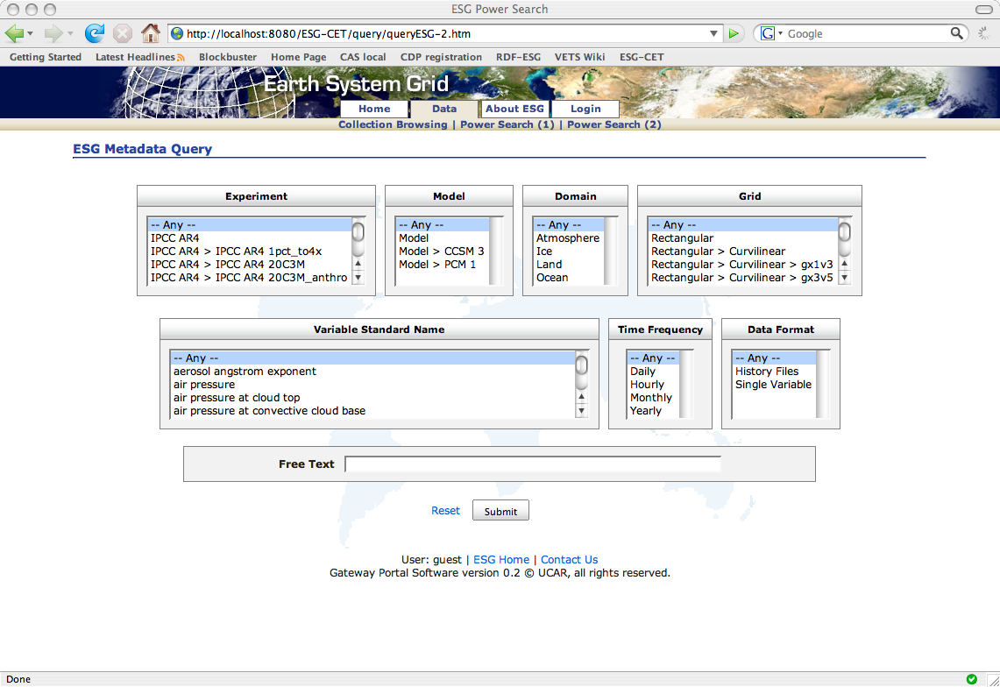 ESG Power Search
http://localhost:8080/ESG-CET/query/queryESG-2.htm
G Google
Getting Started Latest Headlines Blockbuster Home Page CAS local CDP registration RDF-ESG VETS Wiki ESG-CET
Earth System Grid
Home Data About ESG Login
Collection Browsing | Power Search (1) | Power Search (2)
ESG Metadata Query
Experiment
-- Any --
IPCC AR4
IPCC AR4 > IPCC AR4 1pct_to4x
IPCC AR4 > IPCC AR4 20C3M
IPCC AR4 > IPCC AR4 20C3M_anthro
Model
-- Any --
Model
Model > CCSM 3
Model > PCM 1
Domain
-- Any --
Atmosphere
Ice
Land
Ocean
Grid
-- Any --
Rectangular
Rectangular > Curvilinear
Rectangular > Curvilinear > gx1v3
Rectangular > Curvilinear > gx3v5
Variable Standard Name
-- Any --
aerosol angstrom exponent
air pressure
air pressure at cloud top
air pressure at convective cloud base
Time Frequency
-- Any --
Daily
Hourly
Monthly
Yearly
Data Format
-- Any --
History Files
Single Variable
Free Text
Reset Submit
User: guest | ESG Home | Contact Us
Gateway Portal Software version 0.2 © UCAR, all rights reserved.
Done